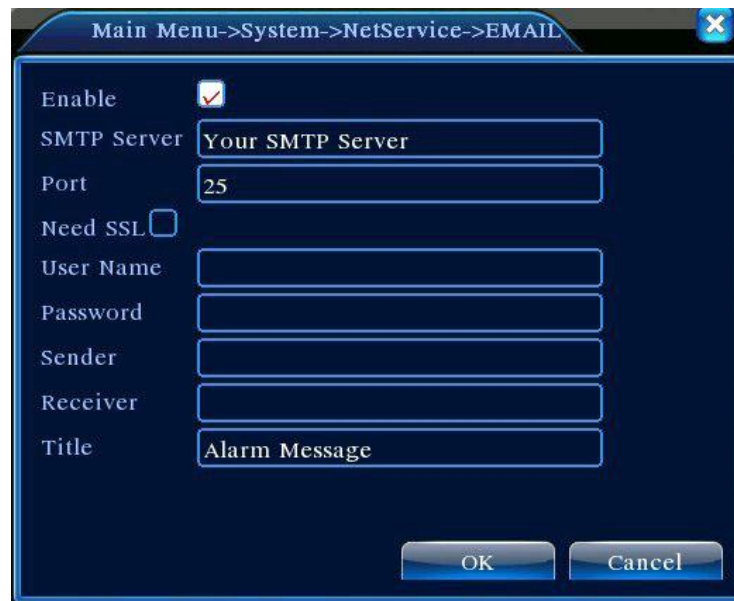 Main Menu->System->NetService->EMAIL
Enable
SMTP Server Your SMTP Server
Port 25
Need SSL
User Name
Password
Sender
Receiver
Title Alarm Message
OK Cancel